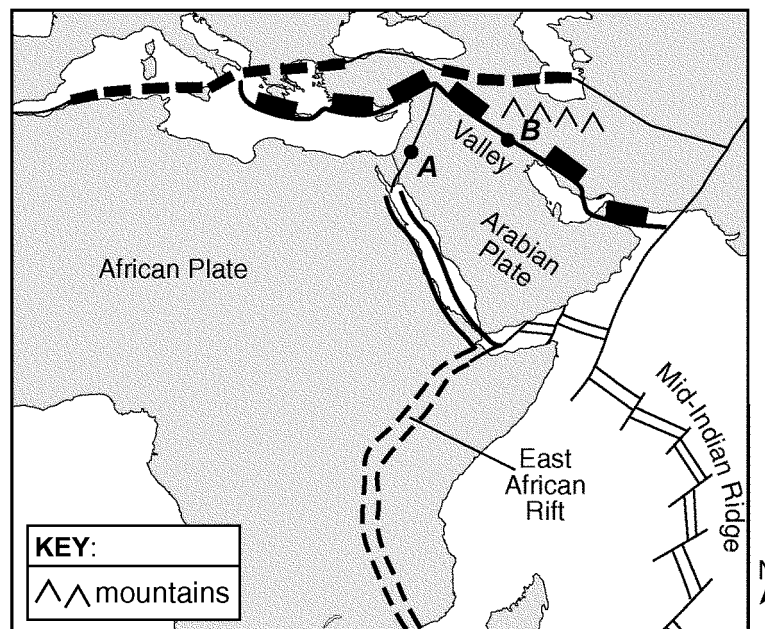 B
Valley
A
Arabian
Plate
African Plate
Mid-Indian Ridge
East
African
Rift
KEY:
mountains